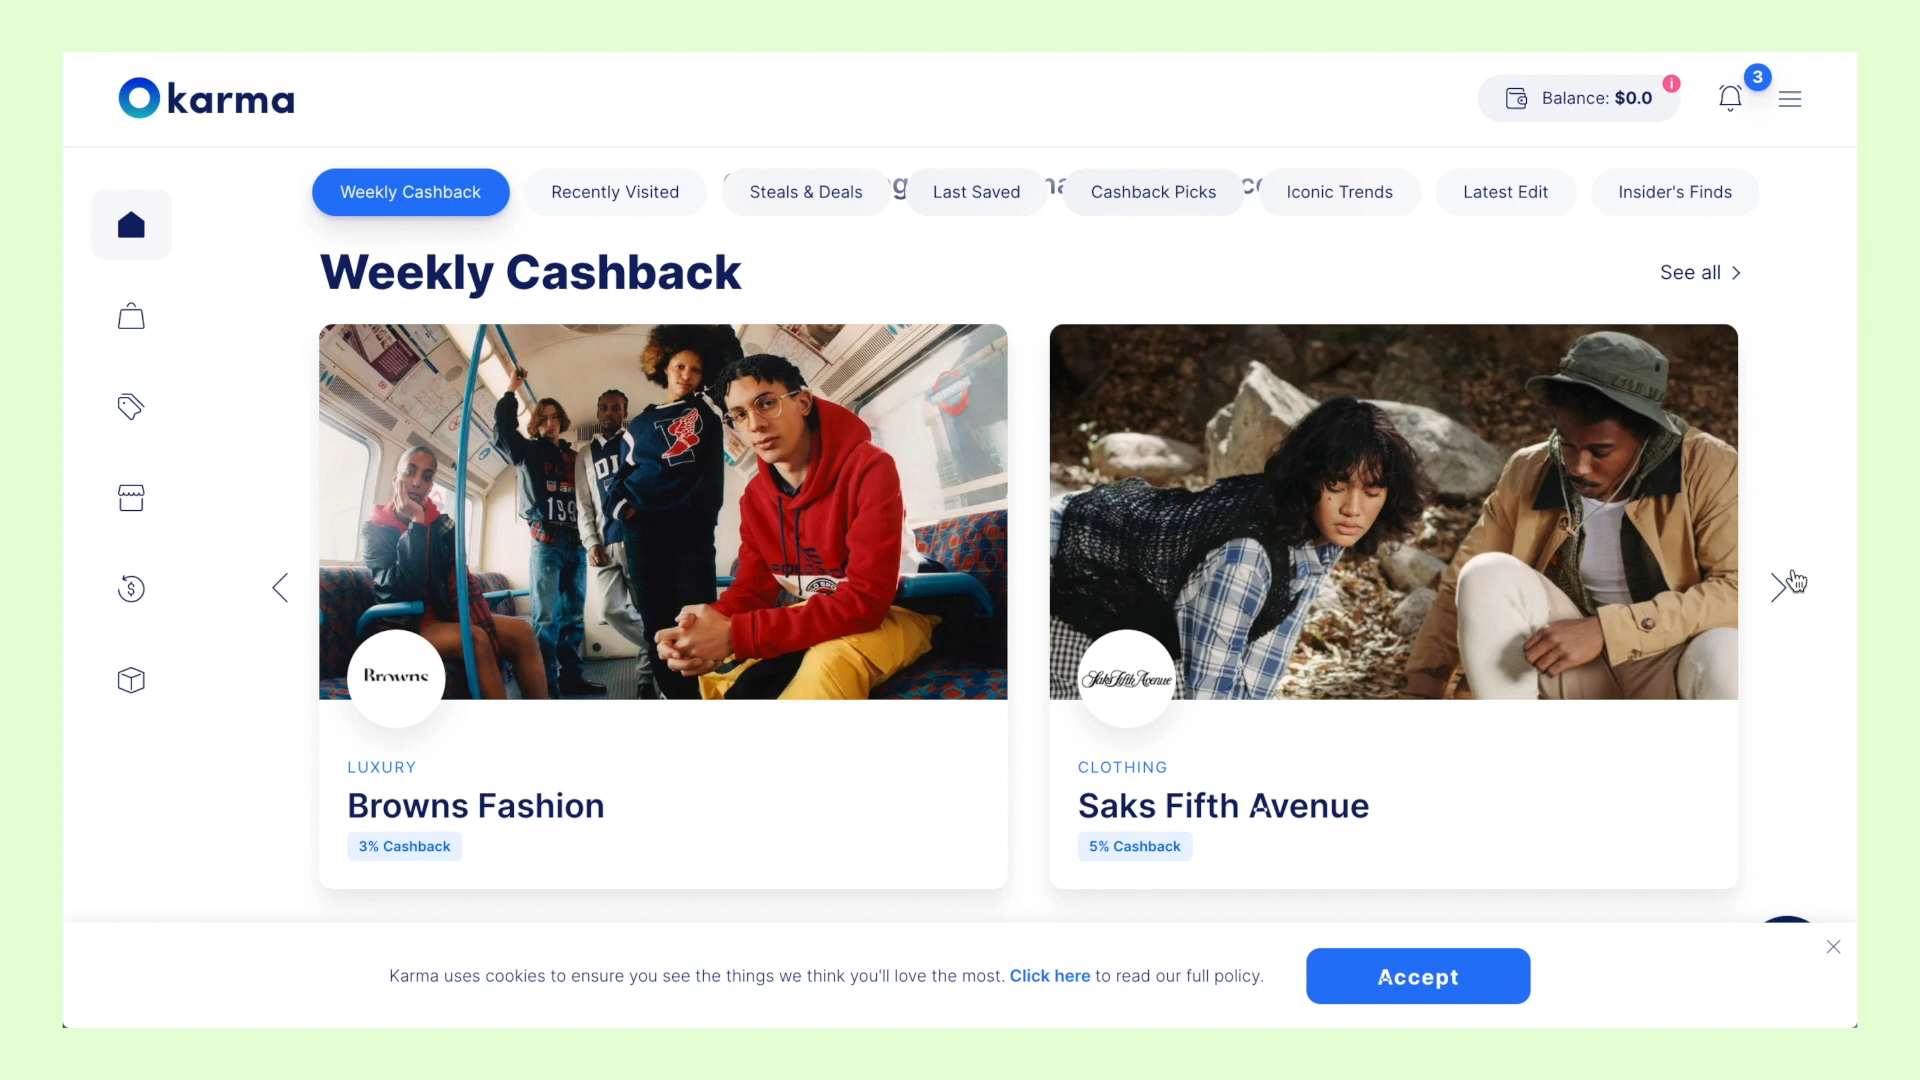 karma
Balance: $0.0
i
3
Weekly Cashback
Recently Visited
Steals & Deals
Last Saved
Cashback Picks
Iconic Trends
Latest Edit
Insider's Finds
Weekly Cashback
See all
199
P
Browns
Saks Fifth Avenue
LUXURY
Browns Fashion
3% Cashback
CLOTHING
Saks Fifth Avenue
5% Cashback
Karma uses cookies to ensure you see the things we think you'll love the most. Click here to read our full policy.
Accept